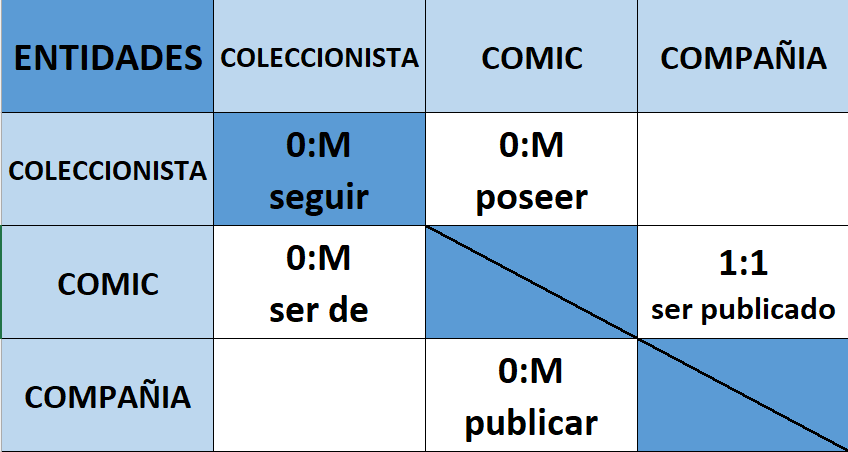 ENTIDADES COLECCIONISTA COMIC COMPAÑIA
COLECCIONISTA 0:M seguir 0:M poseer
COMIC 0:M ser de 1:1 ser publicado
COMPAÑIA 0:M publicar